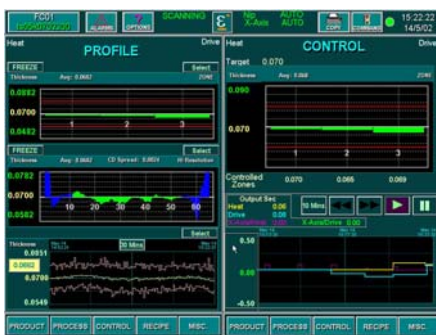 FC01
ALARMS
OPTIONS
SCANNING
Nip AUTO
X-Axis AUTO
COPY
COMMAND
15:22:22
14/5/02
Heat
Drive
PROFILE
FREEZE
Select
Thickness Avg: 0.0682 ZONE
0.0882
0.0700
0.0482
1 2 3
FREEZE
Select
Thickness Avg: 0.0682 CD Spread: 0.0024 Hi Resolution
0.0782
0.0700
0.0582
10 20 30 40 50 60
Select
Thickness
30 Mins
0.0851
0.0682
0.0700
0.0549
PRODUCT PROCESS CONTROL RECIPE MISC.
Heat
Drive
CONTROL
Target 0.070
Thickness Avg: 0.068 ZONE
0.090
0.070
1 2 3
Controlled Zones 0.070 0.065 0.069
Output Sec
Heat 0.06
Drive 0.08
10 Mins
X-Axis/Drive 0.00
0.50
0.00
-0.50
PRODUCT PROCESS CONTROL RECIPE MISC.